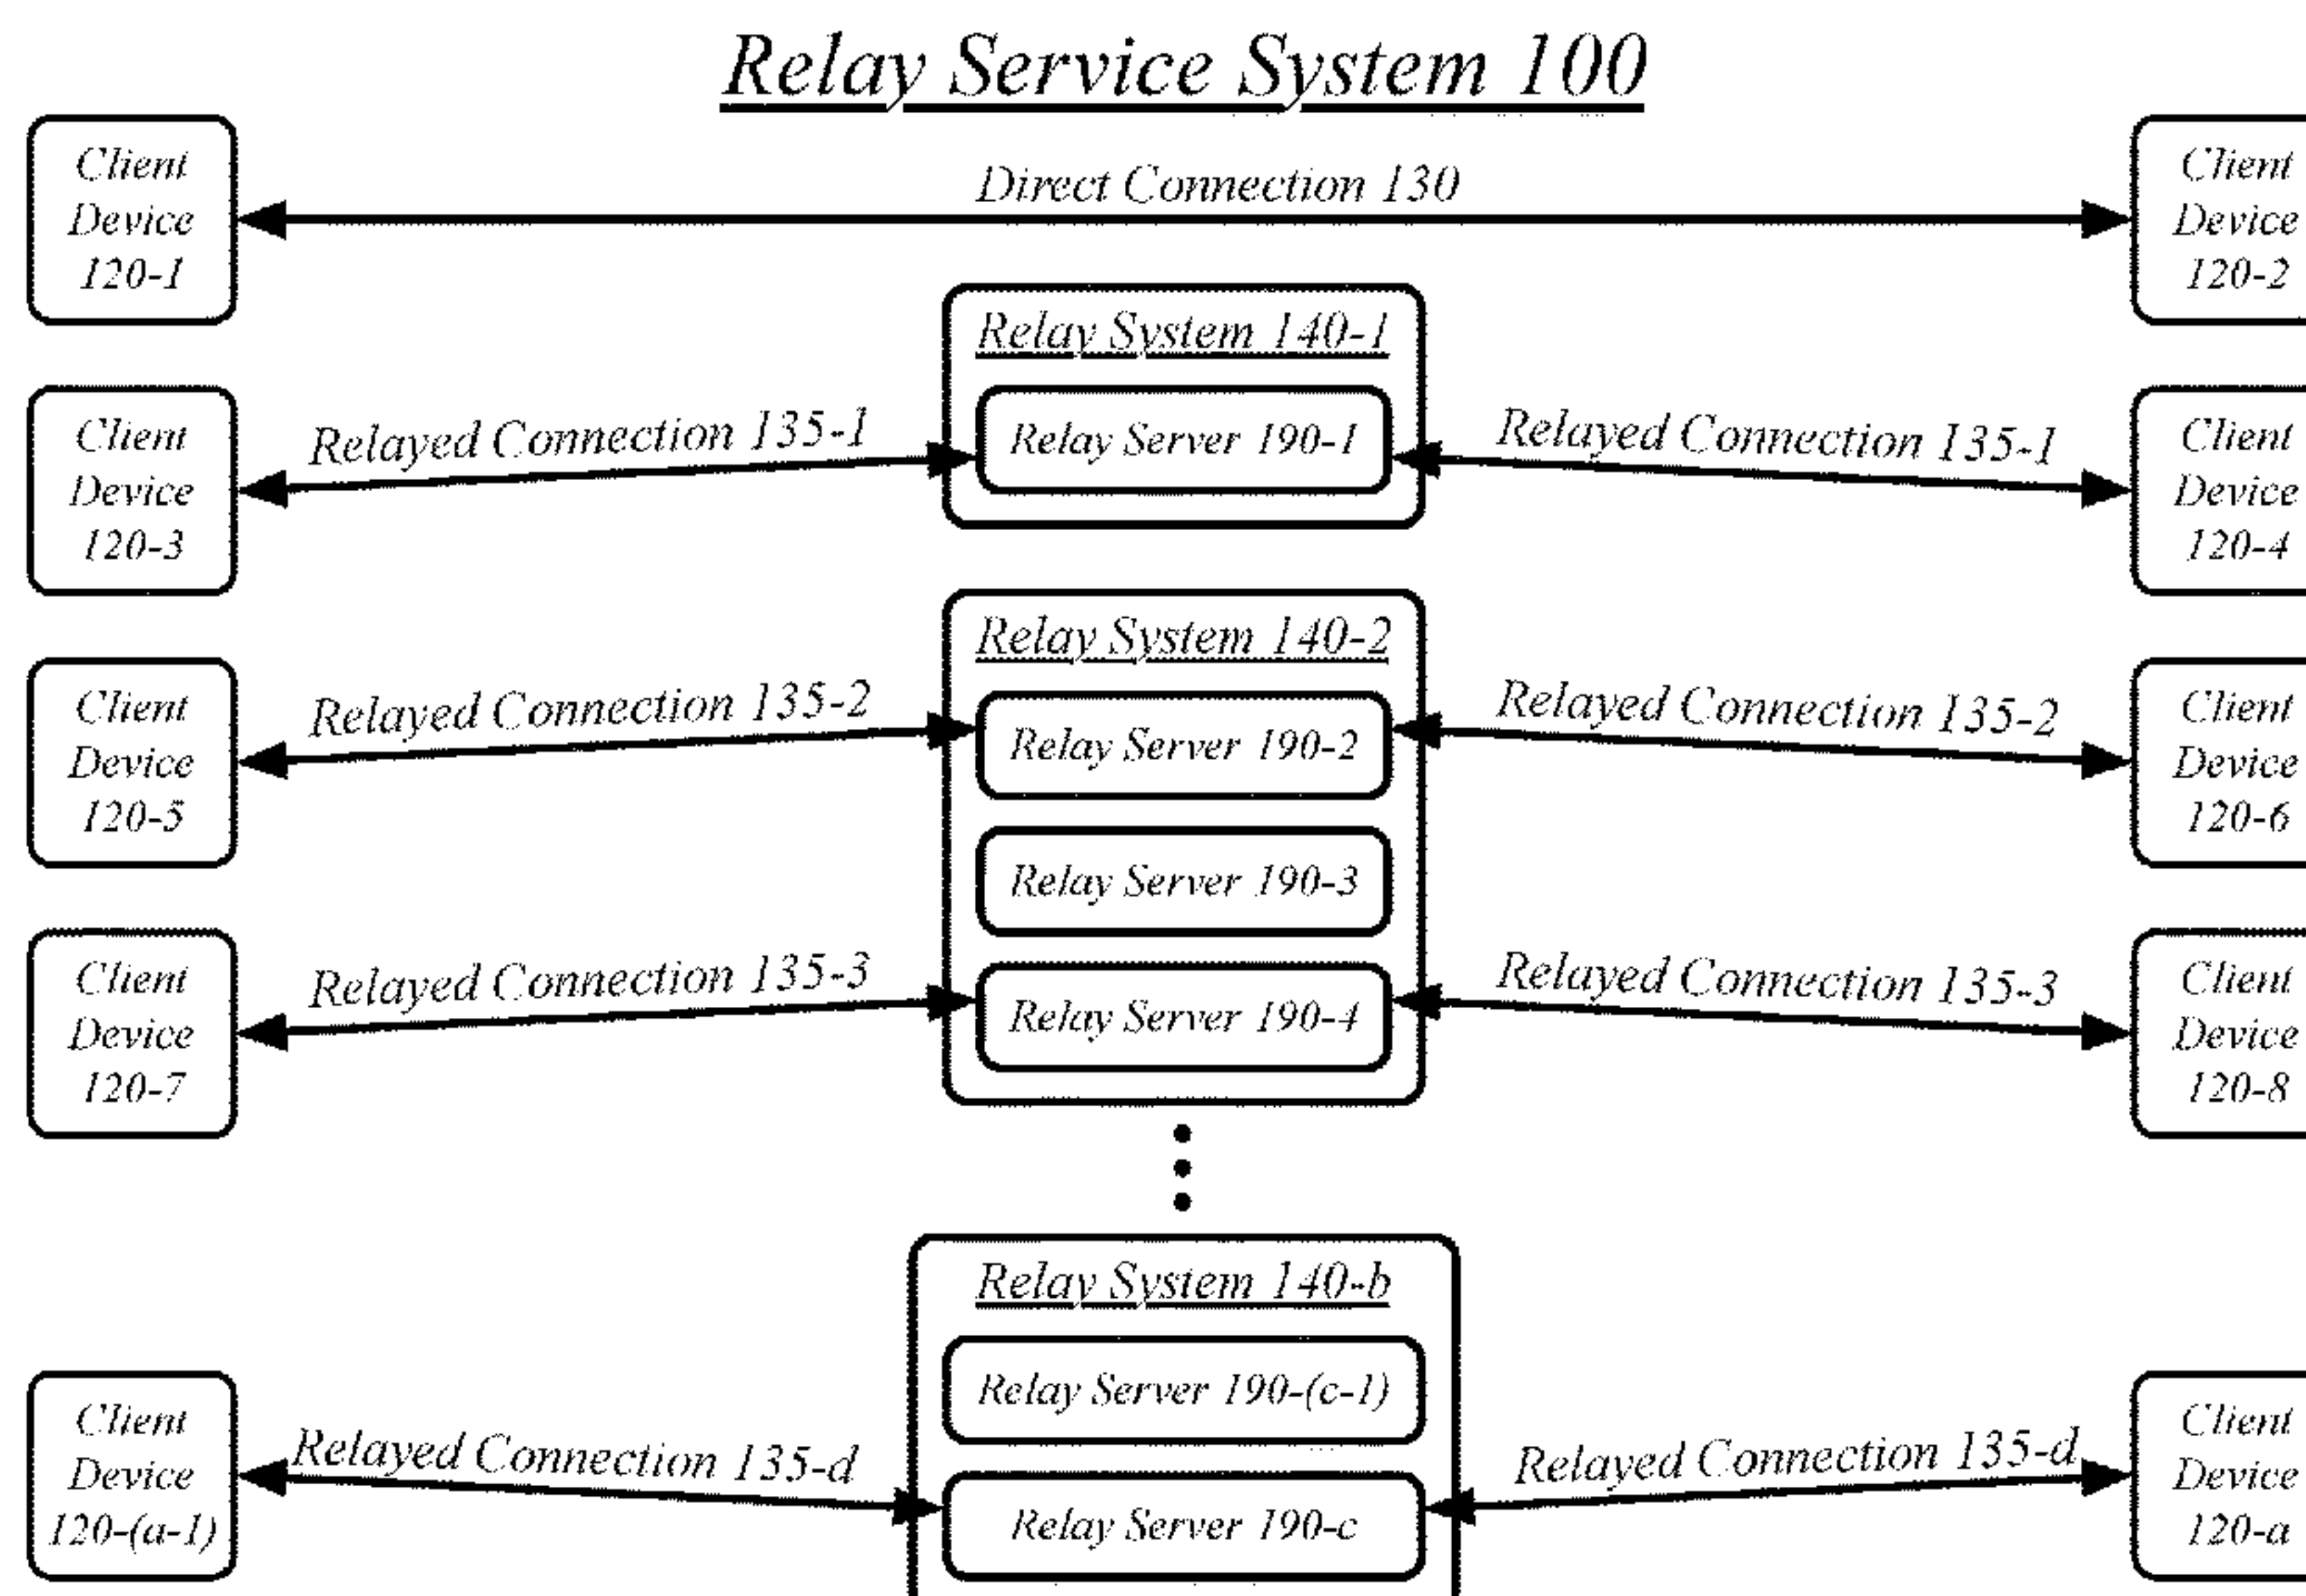 Relay Service System 100
Client
Device
120-1
Direct Connection 130
Client
Device
120-2
Relay System 140-1
Client
Device
120-3
Relayed Connection 135-1
Relay Server 190-1
Relayed Connection 135-1
Client
Device
120-4
Relay System 140-2
Client
Device
120-5
Relayed Connection 135-2
Relay Server 190-2
Relayed Connection 135-2
Client
Device
120-6
Relay Server 190-3
Client
Device
120-7
Relayed Connection 135-3
Relay Server 190-4
Relayed Connection 135-3
Client
Device
120-8
Relay System 140-b
Relay Server 190-(c-1)
Client
Device
120-(a-1)
Relayed Connection 135-d
Relay Server 190-c
Relayed Connection 135-d
Client
Device
120-a